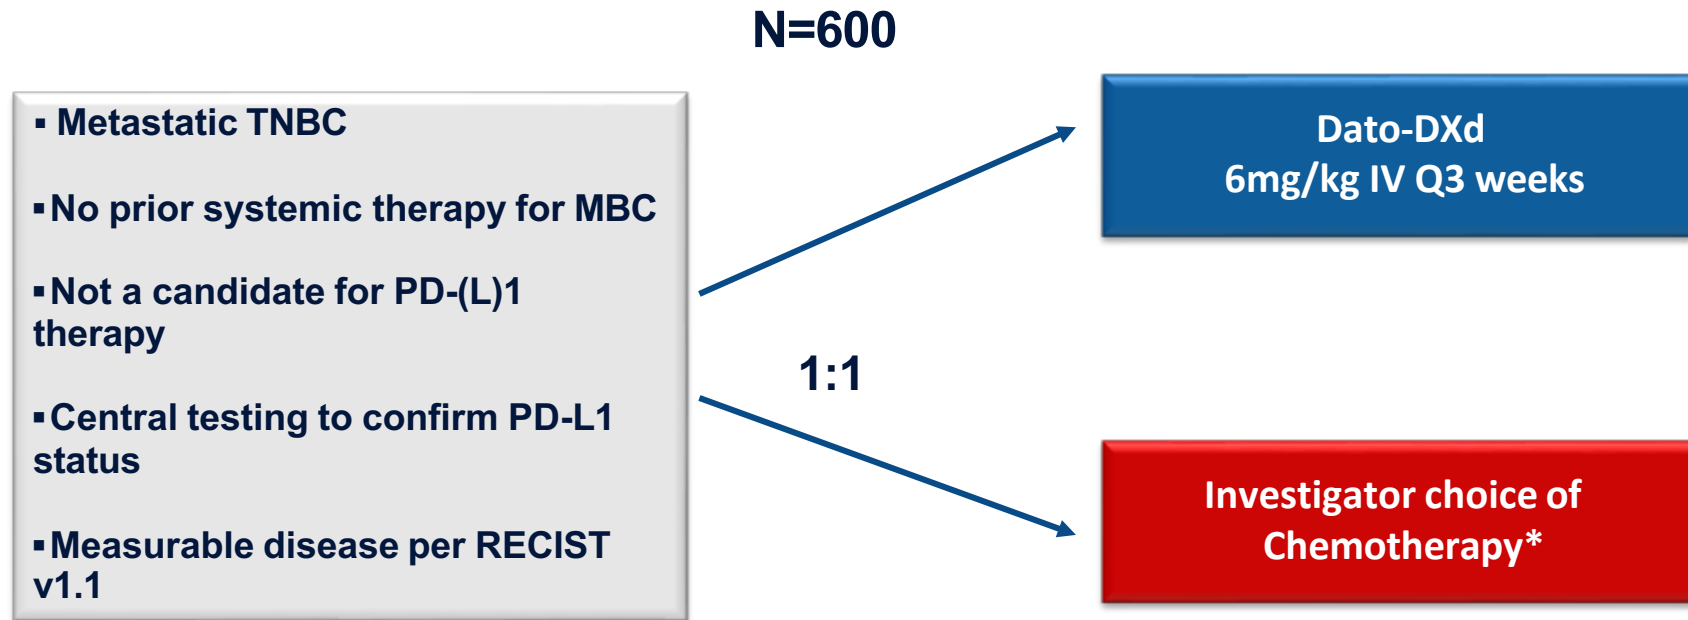 N=600
▪ Metastatic TNBC
▪No prior systemic therapy for MBC
▪Not a candidate for PD-(L)1
therapy
▪Central testing to confirm PD-L1
status
▪Measurable disease per RECIST
v1.1
1:1
Dato-DXd
6mg/kg IV Q3 weeks
Investigator choice of
Chemotherapy*